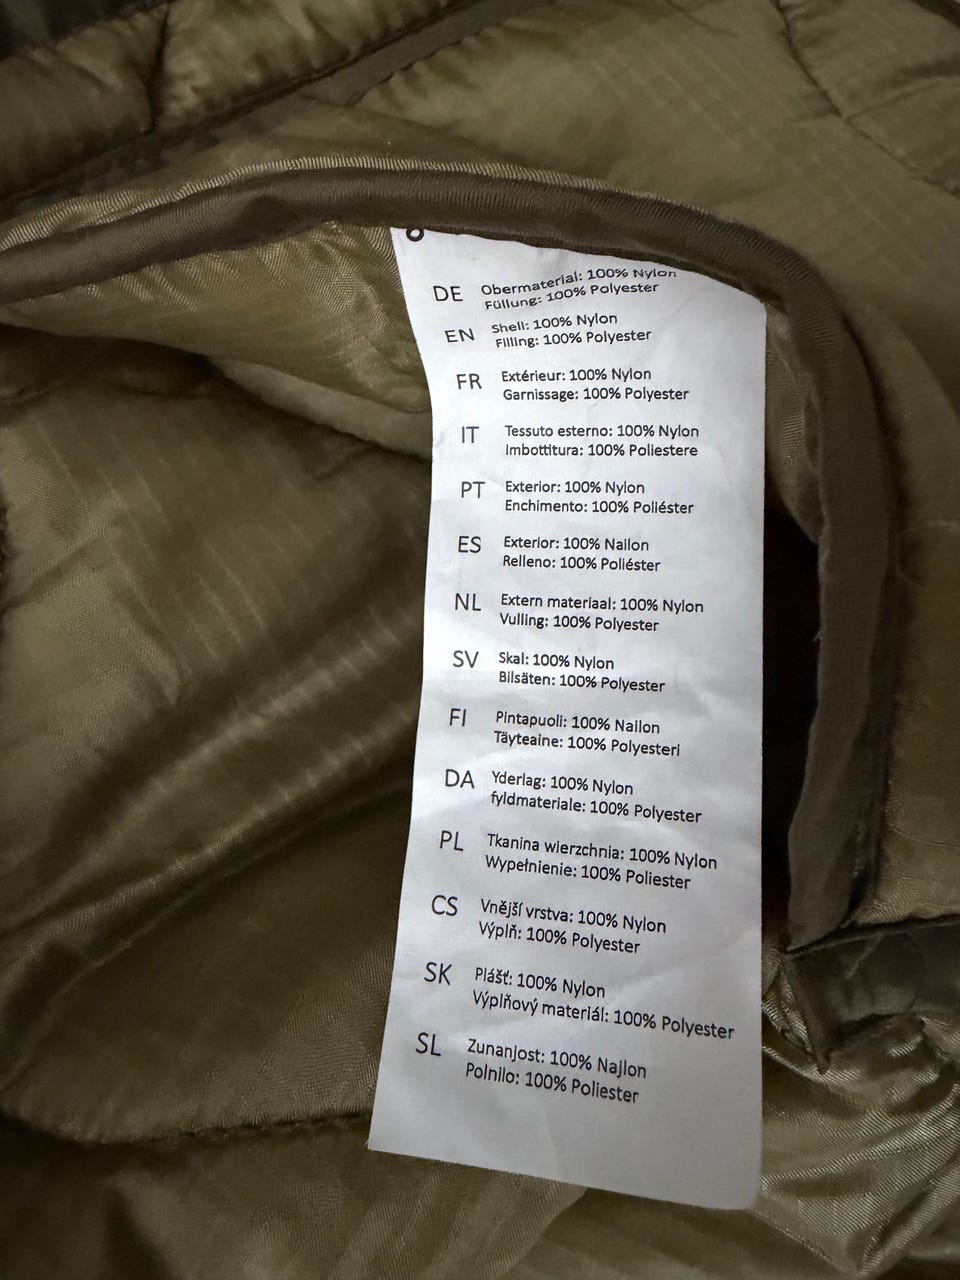 DE Obermaterial: 100% Nylon
Füllung: 100% Polyester
EN Shell: 100% Nylon
Filling: 100% Polyester
FR Extérieur: 100% Nylon
Garnissage: 100% Polyester
IT Tessuto esterno: 100% Nylon
Imbottitura: 100% Poliestere
PT Exterior: 100% Nylon
Enchimento: 100% Poliéster
ES Exterior: 100% Nailon
Relleno: 100% Poliéster
NL Extern materiaal: 100% Nylon
Vulling: 100% Polyester
SV Skal: 100% Nylon
Bilsäten: 100% Polyester
FI Pintapuoli: 100% Nailon
Täyteaine: 100% Polyesteri
DA Yderlag: 100% Nylon
fyldmateriale: 100% Polyester
PL Tkanina wierzchnia: 100% Nylon
Wypełnienie: 100% Poliester
CS Vnější vrstva: 100% Nylon
Výplň: 100% Polyester
SK Plášť: 100% Nylon
Výplňový materiál: 100% Polyester
SL Zunanjost: 100% Najlon
Polnilo: 100% Poliester